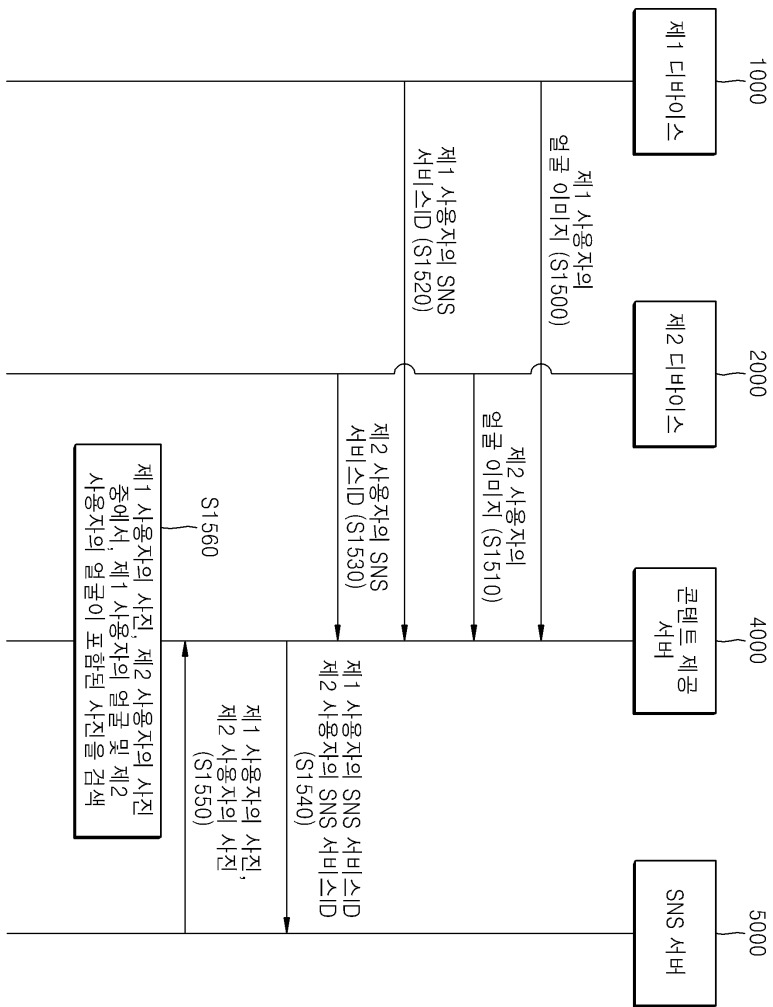 1000
제1 디바이스
2000
제2 디바이스
4000
콘텐트 제공
서버
5000
SNS 서버
제1 사용자의
얼굴 이미지 (S1500)
제2 사용자의
얼굴 이미지 (S1510)
제1 사용자의 SNS
서비스ID (S1520)
제2 사용자의 SNS
서비스ID (S1530)
제1 사용자의 SNS 서비스ID
제2 사용자의 SNS 서비스ID
(S1540)
제1 사용자의 사진,
제2 사용자의 사진
(S1550)
S1560
제1 사용자의 사진, 제2 사용자의 사진
중에서, 제1 사용자의 얼굴 및 제2
사용자의 얼굴이 포함된 사진을 검색